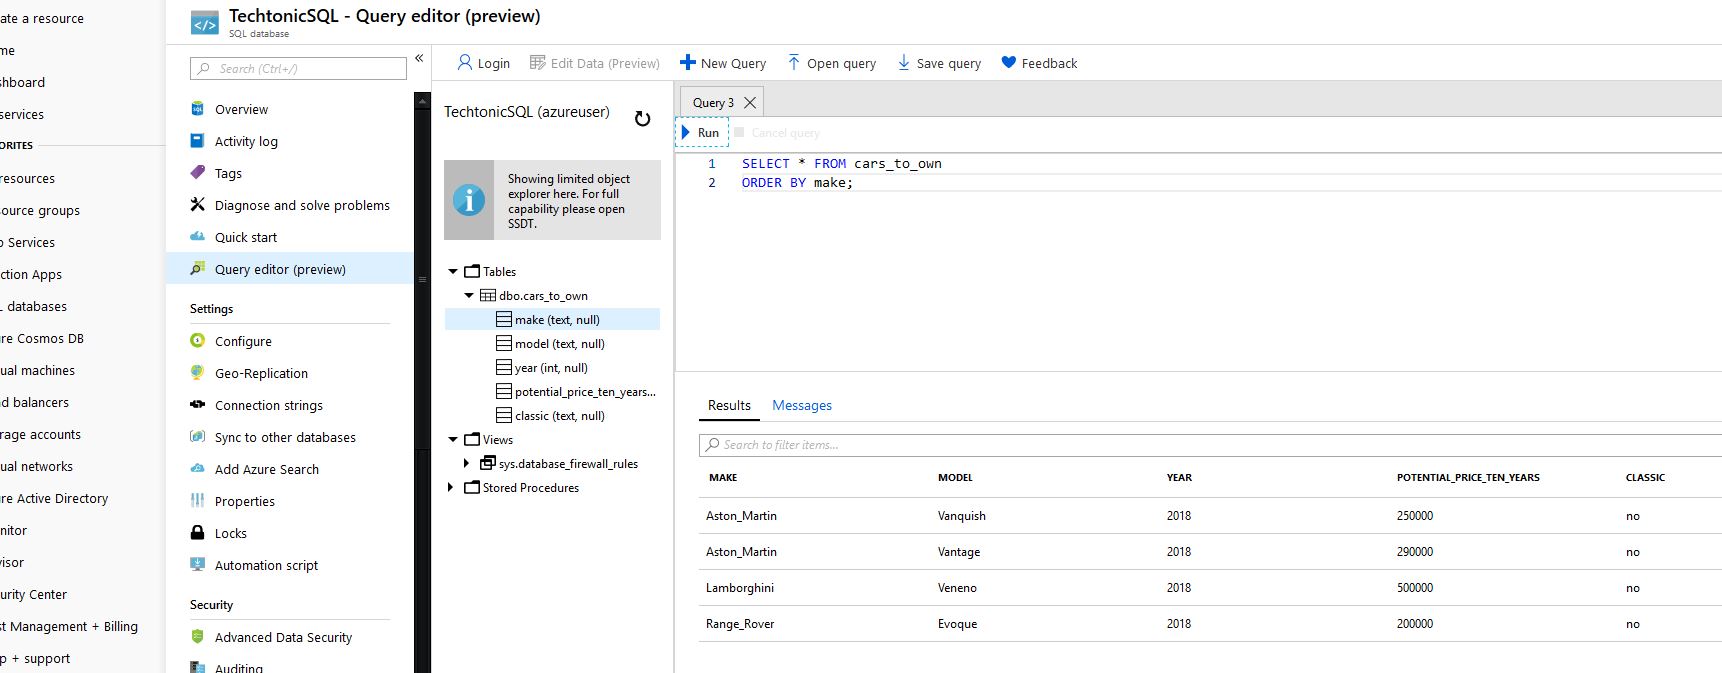 ate a resource
me
shboard
services
ORITES
resources
source groups
p Services
ction Apps
L databases
re Cosmos DB
ual machines
ad balancers
rage accounts
ual networks
re Active Directory
nitor
visor
urity Center
st Management + Billing
p + support
TechtonicSQL - Query editor (preview)
SQL database
Search (Ctrl+/)
«
Overview
Activity log
Tags
Diagnose and solve problems
Quick start
Query editor (preview)
Settings
Configure
Geo-Replication
Connection strings
Sync to other databases
Add Azure Search
Properties
Locks
Automation script
Security
Advanced Data Security
Auditing
Login Edit Data (Preview) New Query Open query Save query Feedback
TechtonicSQL (azureuser)
Showing limited object
explorer here. For full
capability please open
SSDT.
Tables
dbo.cars_to_own
make (text, null)
model (text, null)
year (int, null)
potential_price_ten_years...
classic (text, null)
Views
sys.database_firewall_rules
Stored Procedures
Query 3
Run Cancel query
1 SELECT * FROM cars_to_own
2 ORDER BY make;
Results Messages
Search to filter items...
MAKE MODEL YEAR POTENTIAL_PRICE_TEN_YEARS CLASSIC
Aston_Martin Vanquish 2018 250000 no
Aston_Martin Vantage 2018 290000 no
Lamborghini Veneno 2018 500000 no
Range_Rover Evoque 2018 200000 no